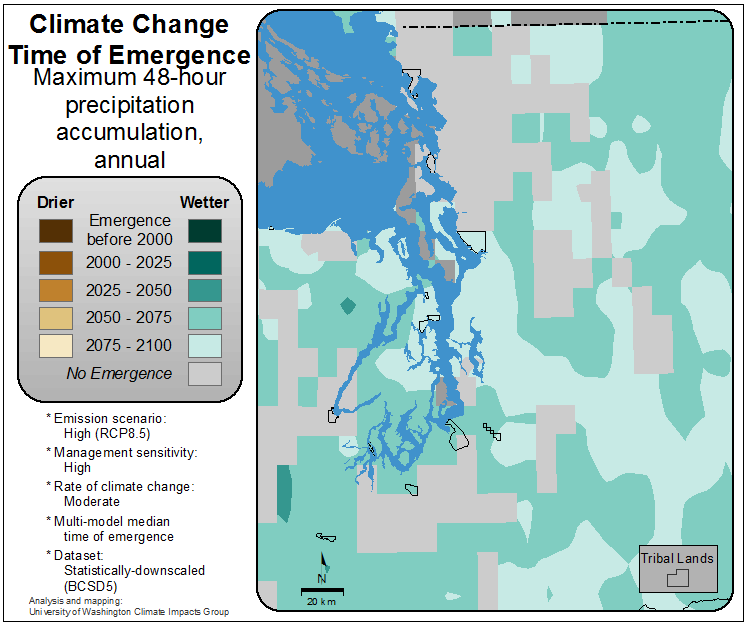 Climate Change
Time of Emergence
Maximum 48-hour
precipitation
accumulation,
annual
Drier
Wetter
Emergence
before 2000
2000 - 2025
2025 - 2050
2050 - 2075
2075 - 2100
No Emergence
* Emission scenario:
High (RCP8.5)
* Management sensitivity:
High
* Rate of climate change:
Moderate
* Multi-model median
time of emergence
* Dataset:
Statistically-downscaled
(BCSD5)
Analysis and mapping:
University of Washington Climate Impacts Group
N
20 km
Tribal Lands